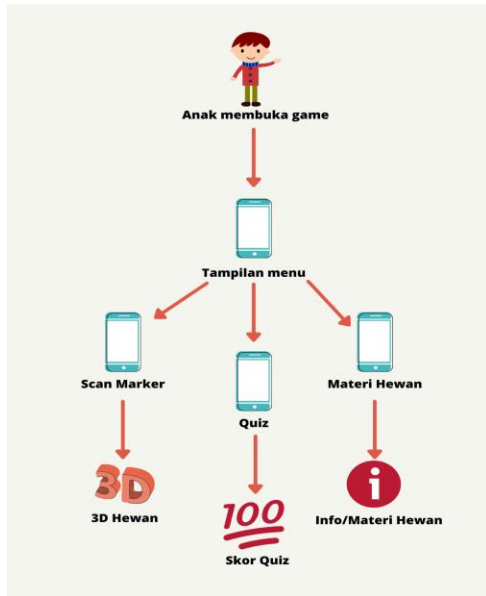 Anak membuka game
Tampilan menu
Scan Marker
Materi Hewan
Quiz
3D
3D Hewan
i
Info/Materi Hewan
100
Skor Quiz